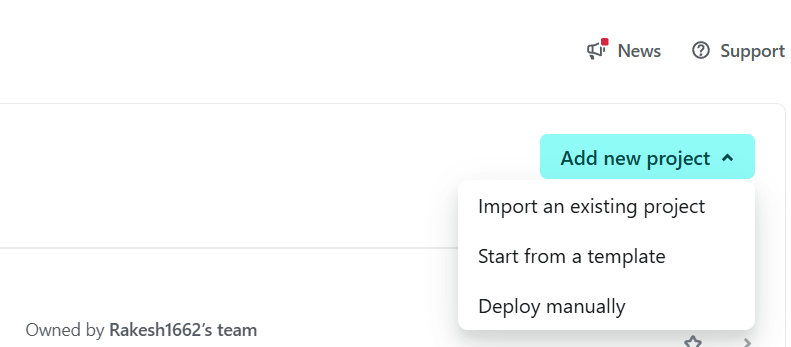 News Support
Add new project
Import an existing project
Start from a template
Deploy manually
Owned by Rakesh1662's team